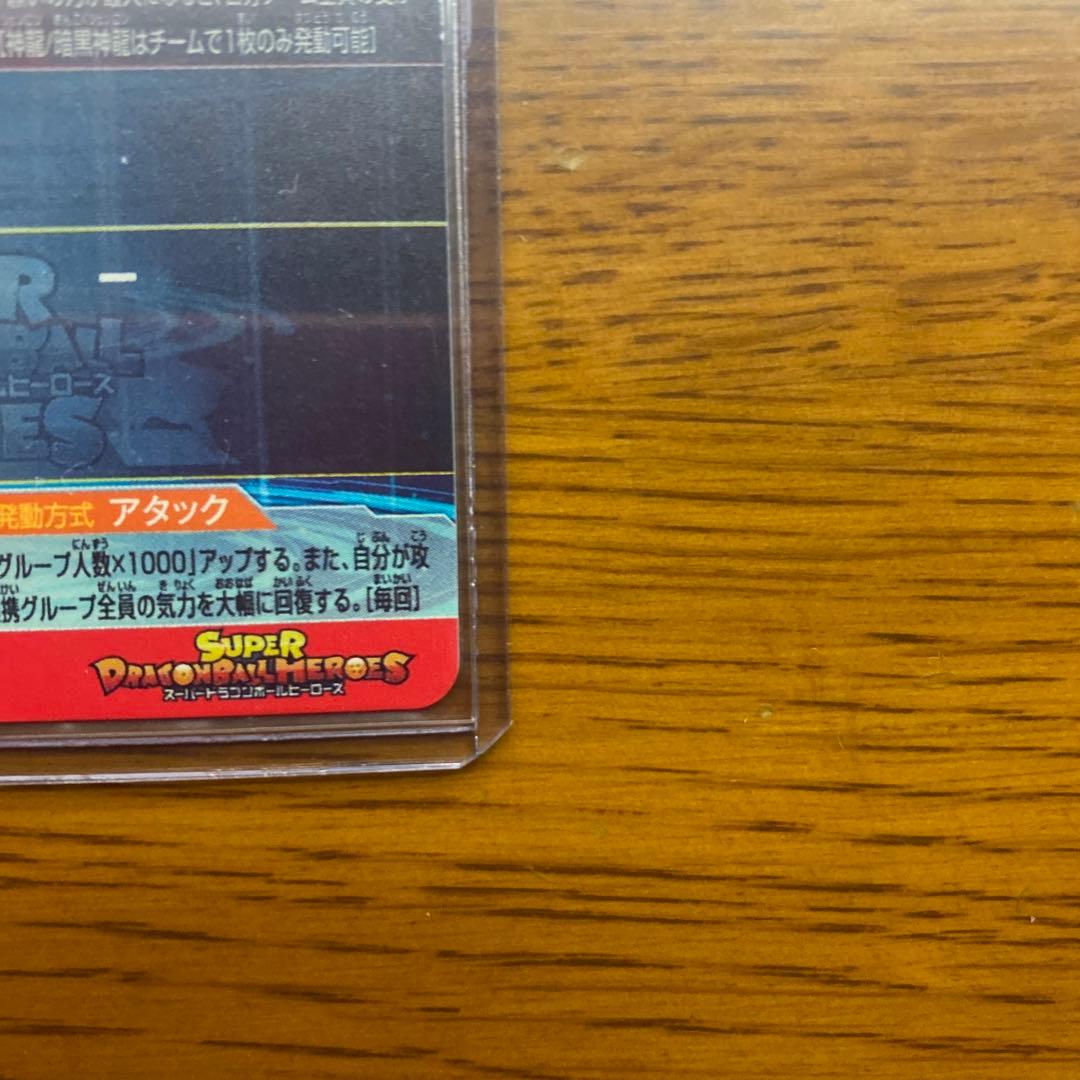 [神龍/暗黒神龍はチームで1枚のみ発動可能]
R
BALL
ルヒーローズ
ES
発動方式 アタック
グループ人数×1000」アップする。また、自分が攻
携グループ全員の気力を大幅に回復する。[毎回]
SUPER
DRAGONBALL HEROES
スーパードラゴンボールヒーローズ